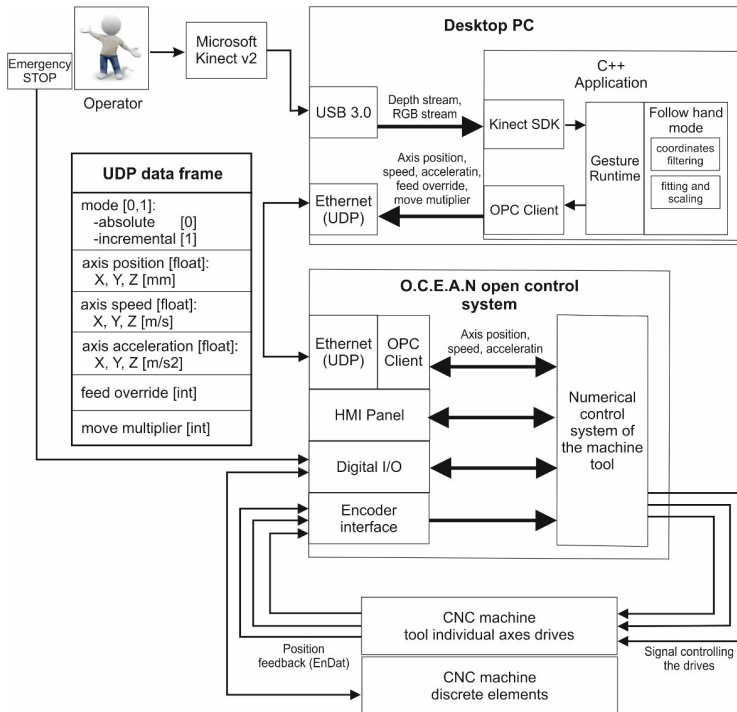 Emergency
STOP
Operator
Microsoft
Kinect v2
Desktop PC
USB 3.0
Depth stream,
RGB stream
C++
Application
Kinect SDK
Gesture
Runtime
Follow hand
mode
coordinates
filtering
fitting and
scaling
Ethernet
(UDP)
Axis position,
speed, acceleratin,
feed override,
move mutiplier
OPC Client
UDP data frame
mode [0,1]:
-absolute [0]
-incremental [1]
axis position [float]:
X, Y, Z [mm]
axis speed [float]:
X, Y, Z [m/s]
axis acceleration [float]:
X, Y, Z [m/s2]
feed override [int]
move multiplier [int]
O.C.E.A.N open control
system
Ethernet
(UDP)
OPC
Client
Axis position,
speed, acceleratin
HMI Panel
Digital I/O
Encoder
interface
Numerical
control
system of
the machine
tool
CNC machine
tool individual axes drives
Position
feedback (EnDat)
Signal controlling
the drives
CNC machine
discrete elements